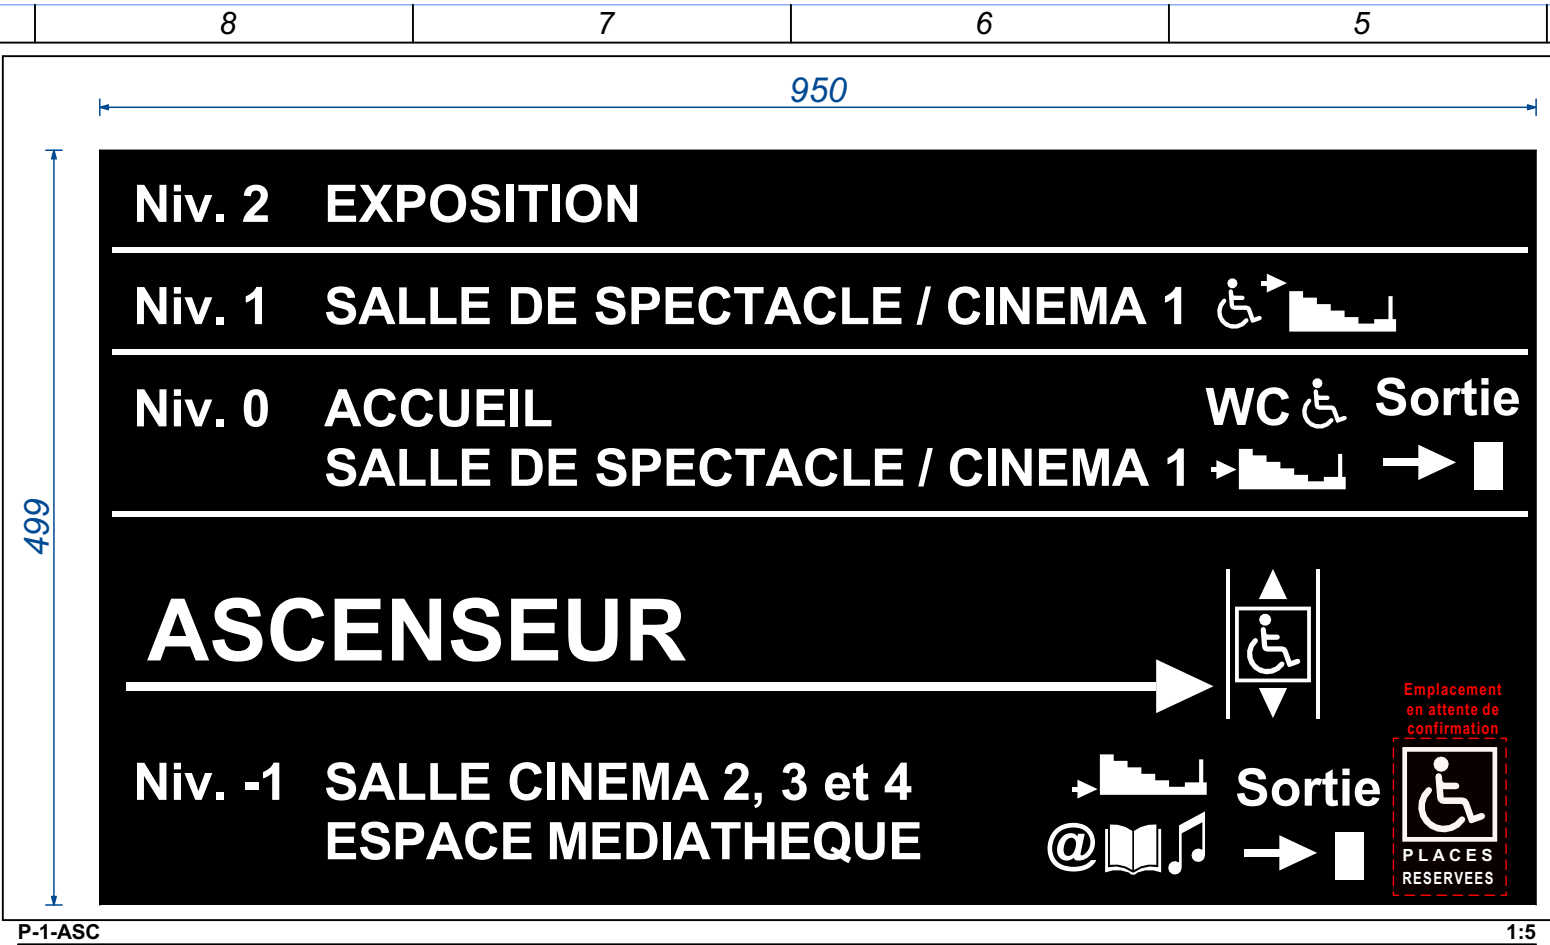 8 7 6 5
950
499
Niv. 2 EXPOSITION
Niv. 1 SALLE DE SPECTACLE / CINEMA 1
Niv. 0 ACCUEIL WC Sortie
SALLE DE SPECTACLE / CINEMA 1
ASCENSEUR
Emplacement
en attente de
confirmation
Niv. -1 SALLE CINEMA 2, 3 et 4 Sortie
ESPACE MEDIATHEQUE @
PLACES
RESERVEES
P-1-ASC 1:5